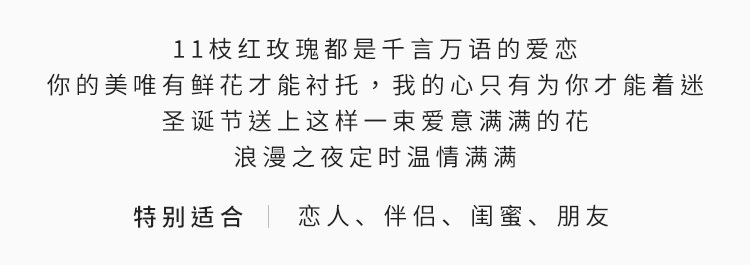 11枝红玫瑰都是千言万语的爱恋
你的美唯有鲜花才能衬托，我的心只有为你才能着迷
圣诞节送上这样一束爱意满满的花
浪漫之夜定时温情满满
特别适合｜恋人、伴侣、闺蜜、朋友